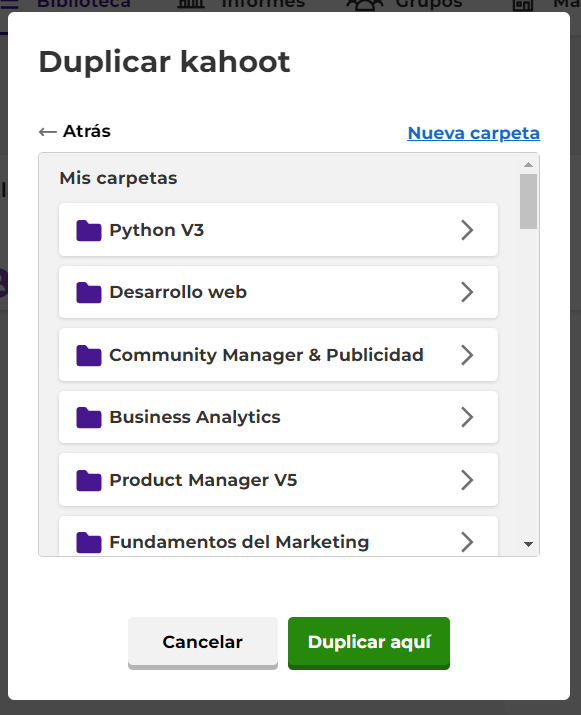 Biblioteca Informes Grupos
Duplicar kahoot
← Atrás
Nueva carpeta
Mis carpetas
Python V3
Desarrollo web
Community Manager & Publicidad
Business Analytics
Product Manager V5
Fundamentos del Marketing
Cancelar
Duplicar aquí